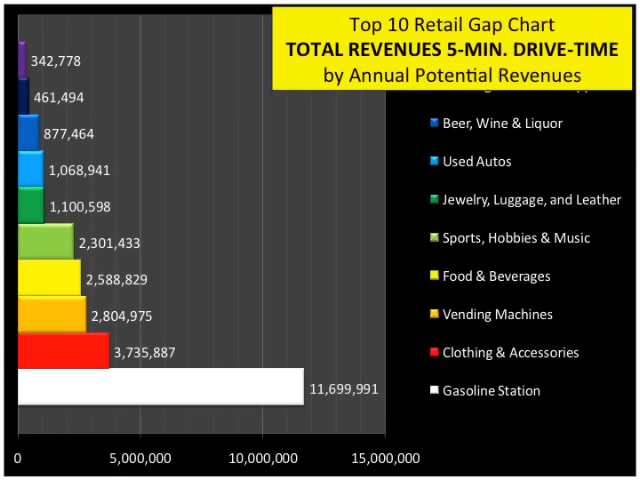 Top 10 Retail Gap Chart
TOTAL REVENUES 5-MIN. DRIVE-TIME
by Annual Potential Revenues
342,778
461,494
877,464
1,068,941
1,100,598
2,301,433
2,588,829
2,804,975
3,735,887
11,699,991
0
5,000,000
10,000,000
15,000,000
Beer, Wine & Liquor
Used Autos
Jewelry, Luggage, and Leather
Sports, Hobbies & Music
Food & Beverages
Vending Machines
Clothing & Accessories
Gasoline Station